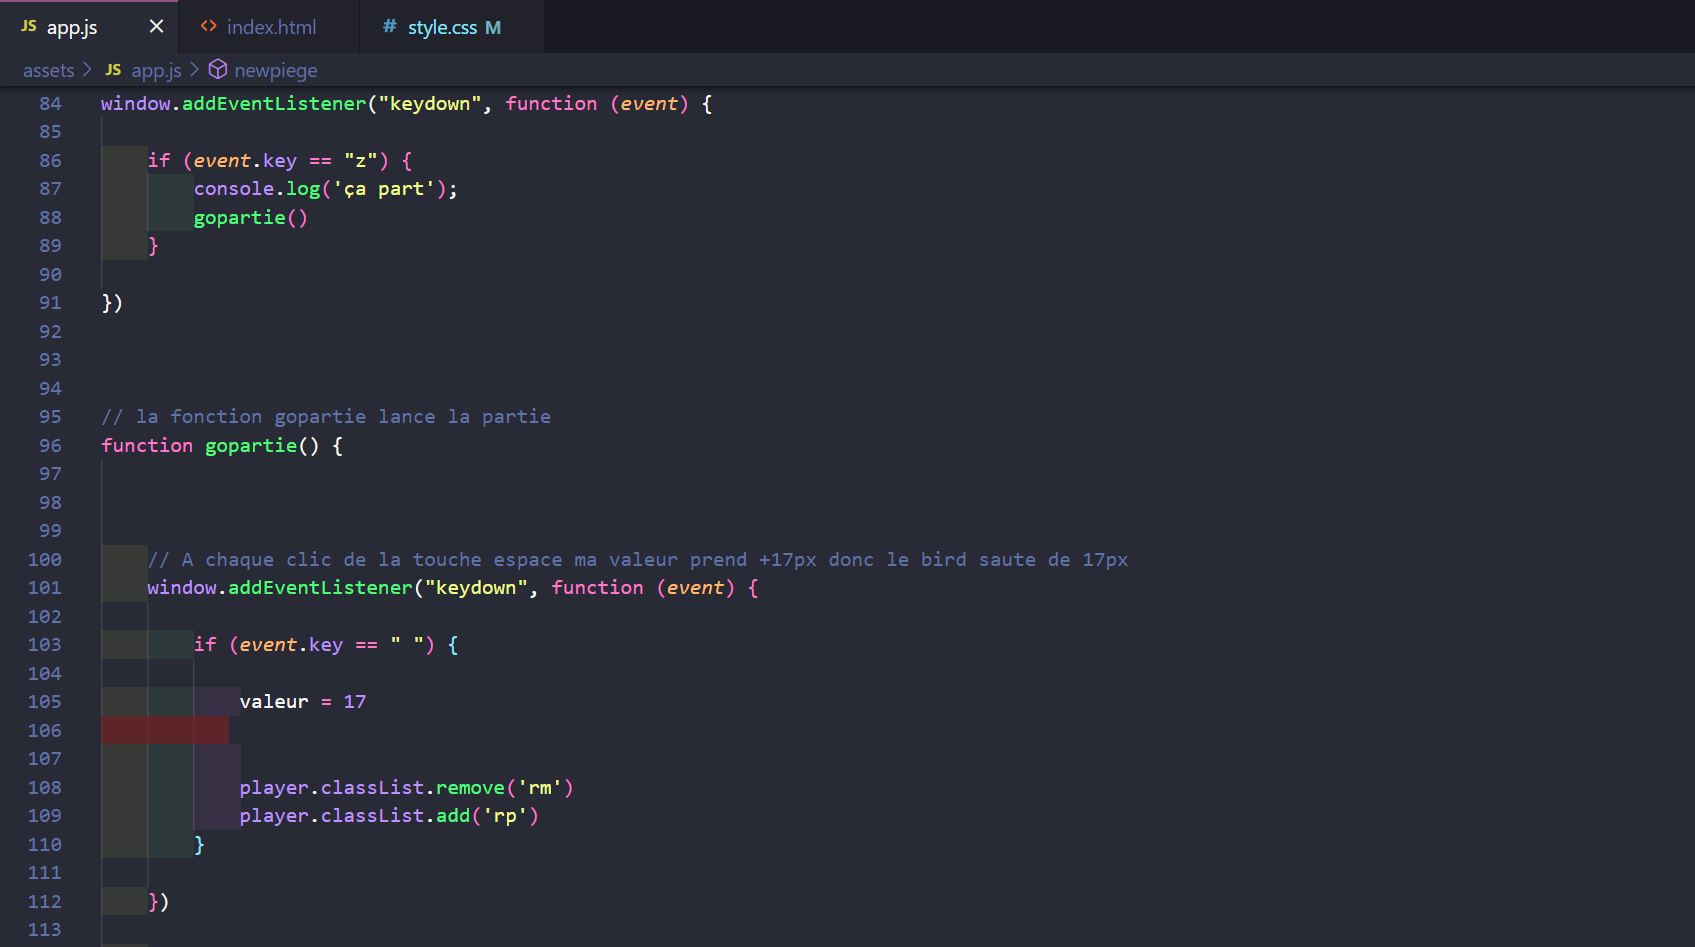 JS app.js × <> index.html # style.css M
assets > JS app.js > newpiege
84 window.addEventListener("keydown", function (event) {
85
86     if (event.key == "z") {
87         console.log('ça part');
88         gopartie()
89     }
90
91 })
92
93
94
95 // la fonction gopartie lance la partie
96 function gopartie() {
97
98
99
100     // A chaque clic de la touche espace ma valeur prend +17px donc le bird saute de 17px
101     window.addEventListener("keydown", function (event) {
102
103         if (event.key == " ") {
104
105             valeur = 17
106
107
108             player.classList.remove('rm')
109             player.classList.add('rp')
110         }
111
112     })
113